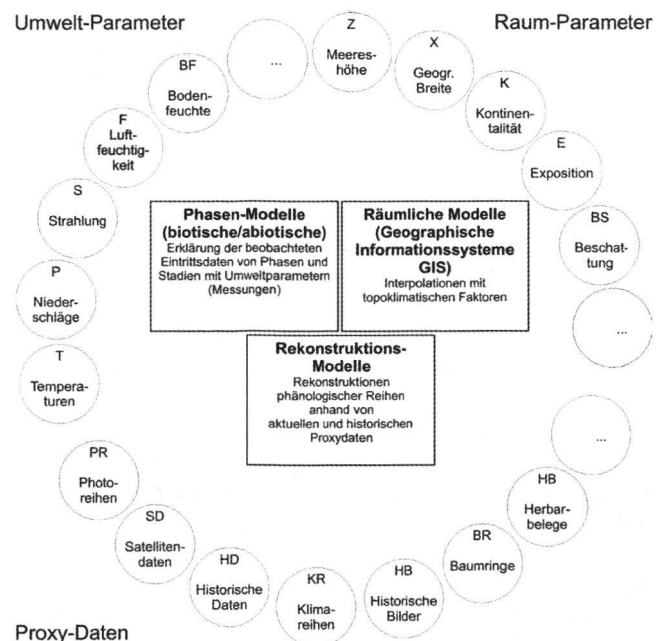 Umwelt-Parameter
Raum-Parameter
...
Z
Meeres-
höhe
X
Geogr.
Breite
K
Kontinen-
talität
E
Exposition
BS
Beschat-
tung
...
BF
Boden-
feuchte
F
Luft-
feuchtig-
keit
S
Strahlung
P
Nieder-
schläge
T
Tempera-
turen
Phasen-Modelle
(biotische/abiotische)
Erklärung der beobachteten
Eintrittsdaten von Phasen und
Stadien mit Umweltparametern
(Messungen)
Räumliche Modelle
(Geographische
Informationssysteme
GIS)
Interpolationen mit
topoklimatischen Faktoren
Rekonstruktions-
Modelle
Rekonstruktionen
phänologischer Reihen
anhand von
aktuellen und historischen
Proxydaten
PR
Photo-
reihen
SD
Satelliten-
daten
HD
Historische
Daten
KR
Klima-
reihen
HB
Historische
Bilder
BR
Baumringe
HB
Herbar-
belege
...
Proxy-Daten